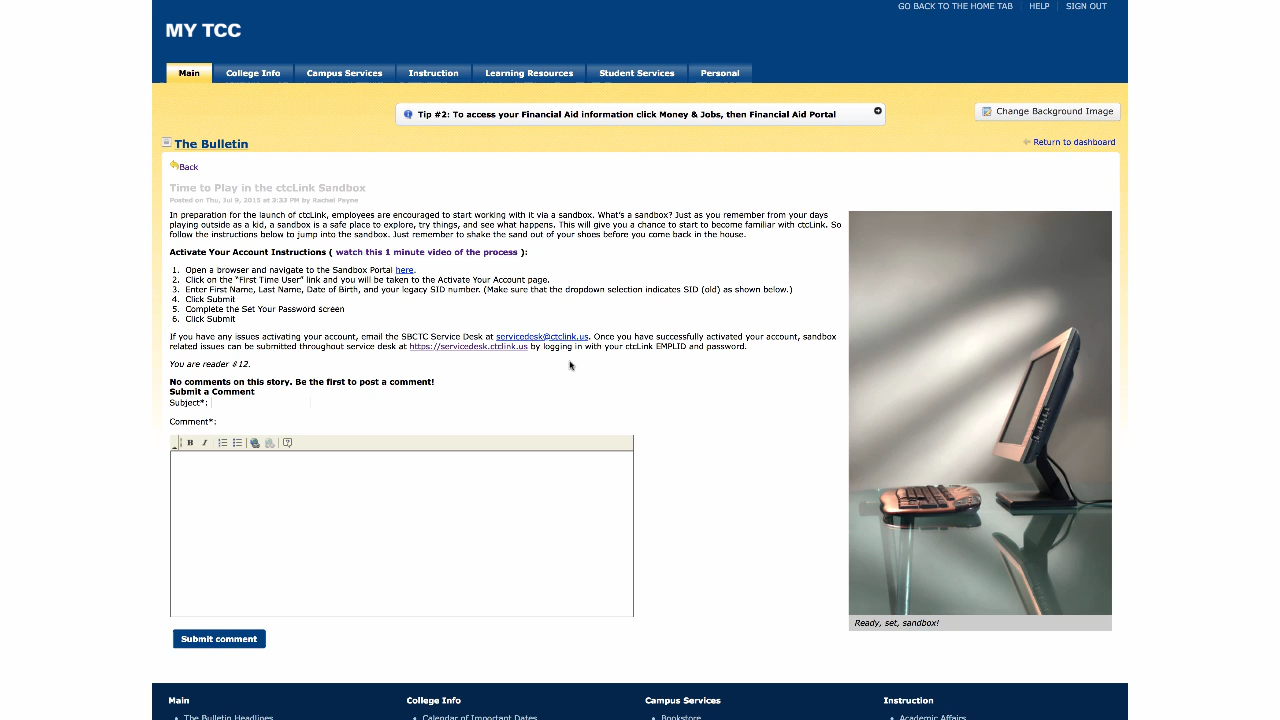 GO BACK TO THE HOME TAB HELP SIGN OUT
MY TCC
Main College Info Campus Services Instruction Learning Resources Student Services Personal
Tip #2: To access your Financial Aid information click Money & Jobs, then Financial Aid Portal
Change Background Image
The Bulletin
Return to dashboard
Back
Time to Play in the ctcLink Sandbox
Posted on Thu, Jul 9, 2015 at 3:33 PM by Rachel Payne
In preparation for the launch of ctcLink, employees are encouraged to start working with it via a sandbox. What's a sandbox? Just as you remember from your days
playing outside as a kid, a sandbox is a safe place to explore, try things, and see what happens. This will give you a chance to start to become familiar with ctcLink. So
follow the instructions below to jump into the sandbox. Just remember to shake the sand out of your shoes before you come back in the house.
Activate Your Account Instructions ( watch this 1 minute video of the process ):
1. Open a browser and navigate to the Sandbox Portal here.
2. Click on the "First Time User" link and you will be taken to the Activate Your Account page.
3. Enter First Name, Last Name, Date of Birth, and your legacy SID number. (Make sure that the dropdown selection indicates SID (old) as shown below.)
4. Click Submit
5. Complete the Set Your Password screen
6. Click Submit
If you have any issues activating your account, email the SBCTC Service Desk at servicedesk@ctclink.us. Once you have successfully activated your account, sandbox
related issues can be submitted throughout service desk at https://servicedesk.ctclink.us by logging in with your ctcLink EMPLID and password.
You are reader #12.
No comments on this story. Be the first to post a comment!
Submit a Comment
Subject*:
Comment*:
B I
Submit comment
Ready, set, sandbox!
Main College Info Campus Services Instruction
• The Bulletin Headlines • Calendar of Important Dates • Bookstore • Academic Affairs